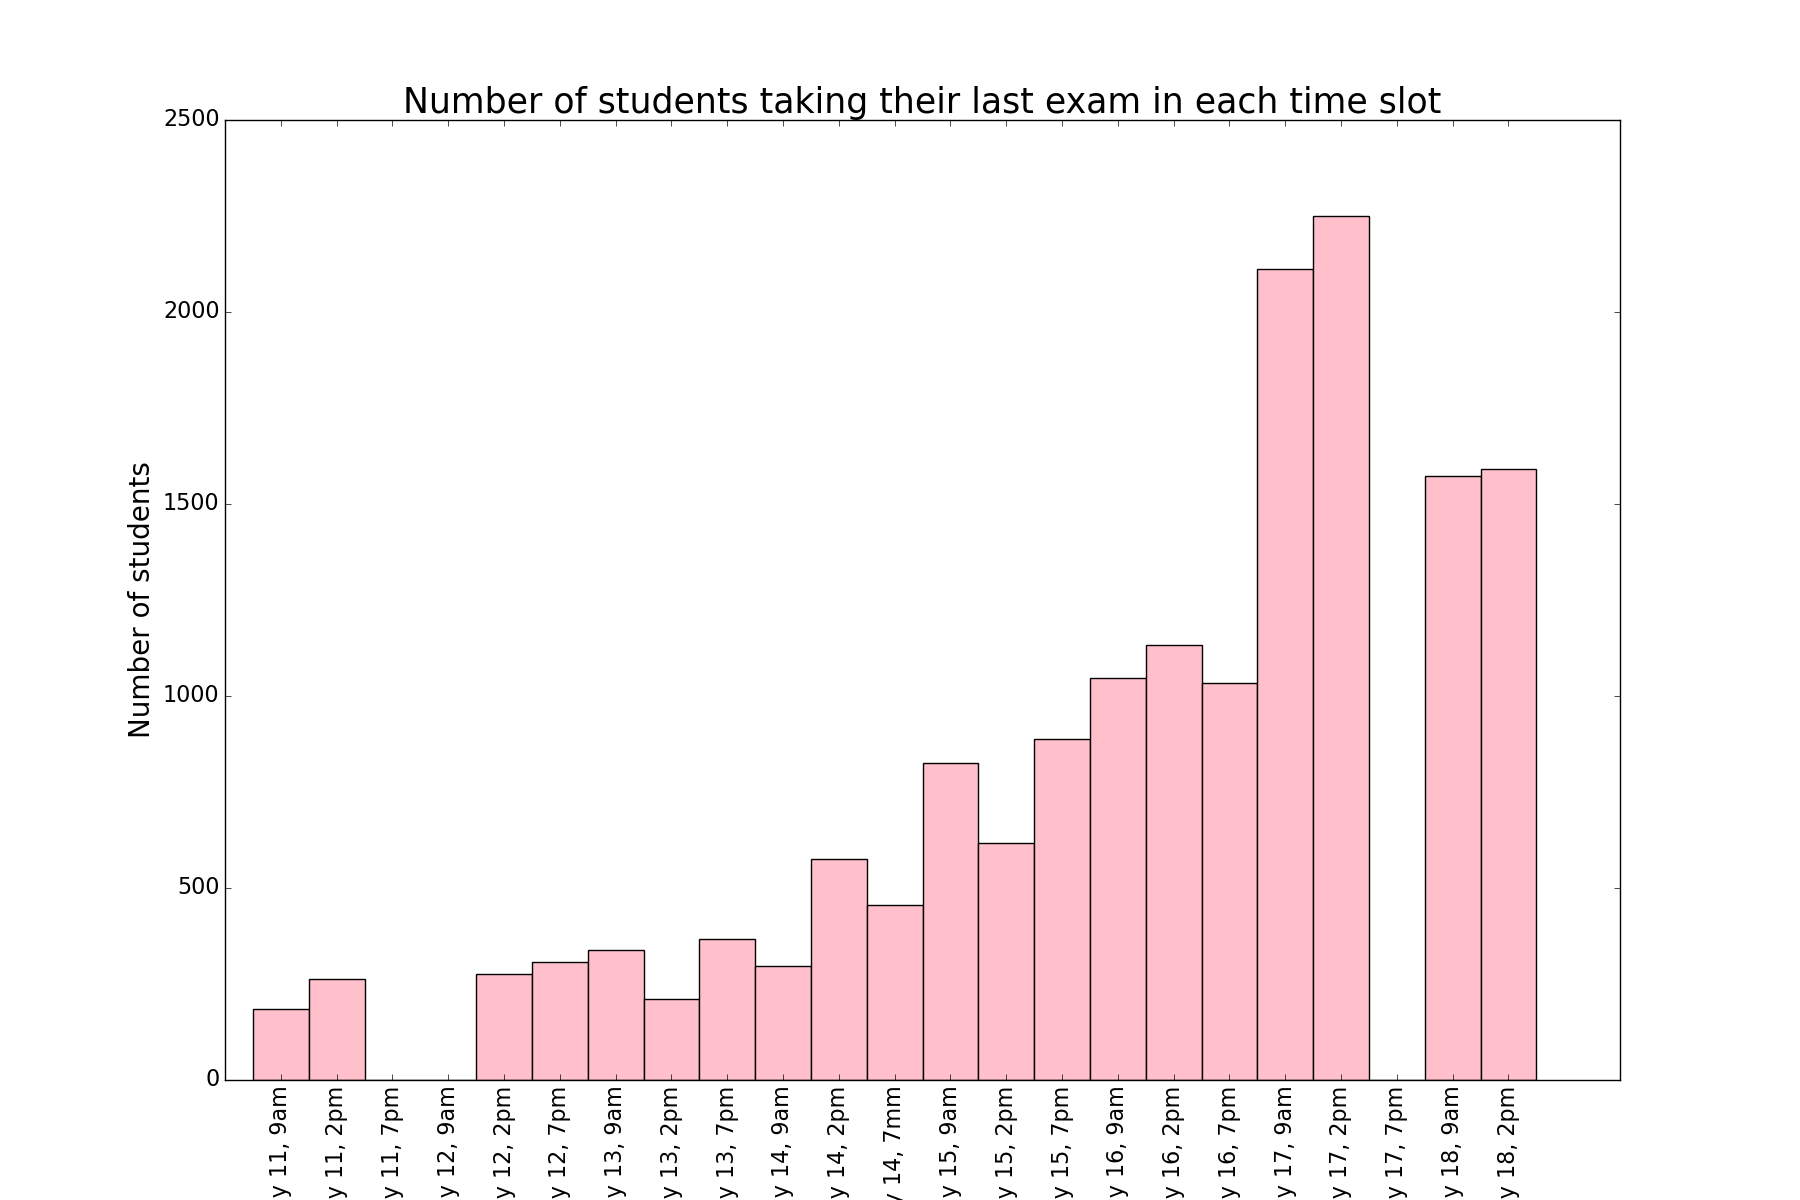 Number of students taking their last exam in each time slot
Number of students
2500
2000
1500
1000
500
0
y 11, 9am
y 11, 2pm
y 11, 7pm
y 12, 9am
y 12, 2pm
y 12, 7pm
y 13, 9am
y 13, 2pm
y 13, 7pm
y 14, 9am
y 14, 2pm
y 14, 7mm
y 15, 9am
y 15, 2pm
y 15, 7pm
y 16, 9am
y 16, 2pm
y 16, 7pm
y 17, 9am
y 17, 2pm
y 17, 7pm
y 18, 9am
y 18, 2pm